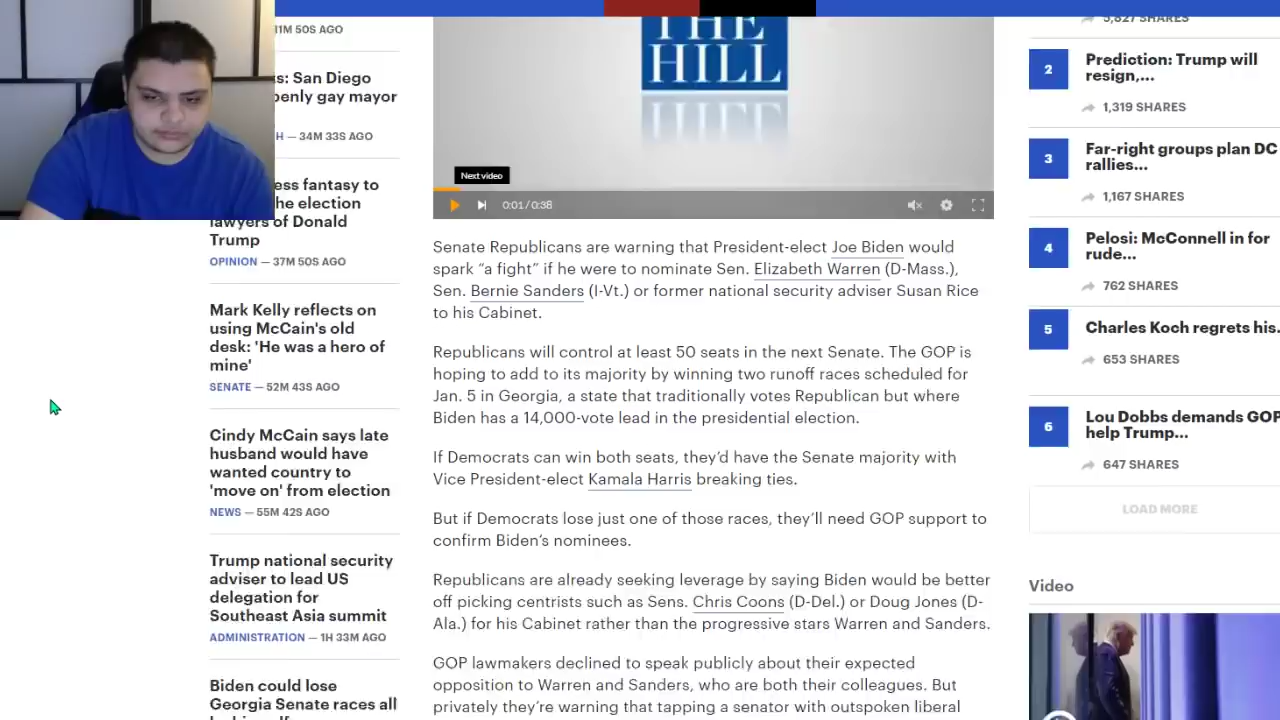 11M 50S AGO
s: San Diego
penly gay mayor
H — 34M 33S AGO
ess fantasy to
he election
lawyers of Donald
Trump
OPINION — 37M 50S AGO
Mark Kelly reflects on
using McCain's old
desk: 'He was a hero of
mine'
SENATE — 52M 43S AGO
Cindy McCain says late
husband would have
wanted country to
'move on' from election
NEWS — 55M 42S AGO
Trump national security
adviser to lead US
delegation for
Southeast Asia summit
ADMINISTRATION — 1H 33M AGO
Biden could lose
Georgia Senate races all
THE
HILL
Next video
0:01 / 0:38
Senate Republicans are warning that President-elect Joe Biden would
spark “a fight” if he were to nominate Sen. Elizabeth Warren (D-Mass.),
Sen. Bernie Sanders (I-Vt.) or former national security adviser Susan Rice
to his Cabinet.
Republicans will control at least 50 seats in the next Senate. The GOP is
hoping to add to its majority by winning two runoff races scheduled for
Jan. 5 in Georgia, a state that traditionally votes Republican but where
Biden has a 14,000-vote lead in the presidential election.
If Democrats can win both seats, they’d have the Senate majority with
Vice President-elect Kamala Harris breaking ties.
But if Democrats lose just one of those races, they’ll need GOP support to
confirm Biden’s nominees.
Republicans are already seeking leverage by saying Biden would be better
off picking centrists such as Sens. Chris Coons (D-Del.) or Doug Jones (D-
Ala.) for his Cabinet rather than the progressive stars Warren and Sanders.
GOP lawmakers declined to speak publicly about their expected
opposition to Warren and Sanders, who are both their colleagues. But
privately they’re warning that tapping a senator with outspoken liberal
5,827 SHARES
2
Prediction: Trump will
resign,...
1,319 SHARES
3
Far-right groups plan DC
rallies...
1,167 SHARES
4
Pelosi: McConnell in for
rude...
762 SHARES
5
Charles Koch regrets his.
653 SHARES
6
Lou Dobbs demands GOP
help Trump...
647 SHARES
LOAD MORE
Video